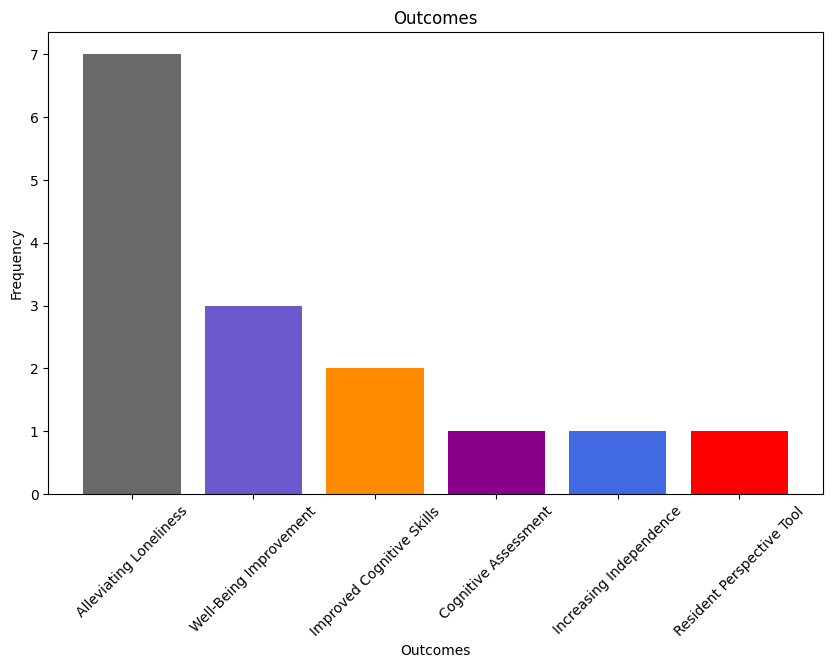 Outcomes
7
6
5
4
3
2
1
0
Frequency
Alleviating Loneliness
Well-Being Improvement
Improved Cognitive Skills
Cognitive Assessment
Increasing Independence
Resident Perspective Tool
Outcomes